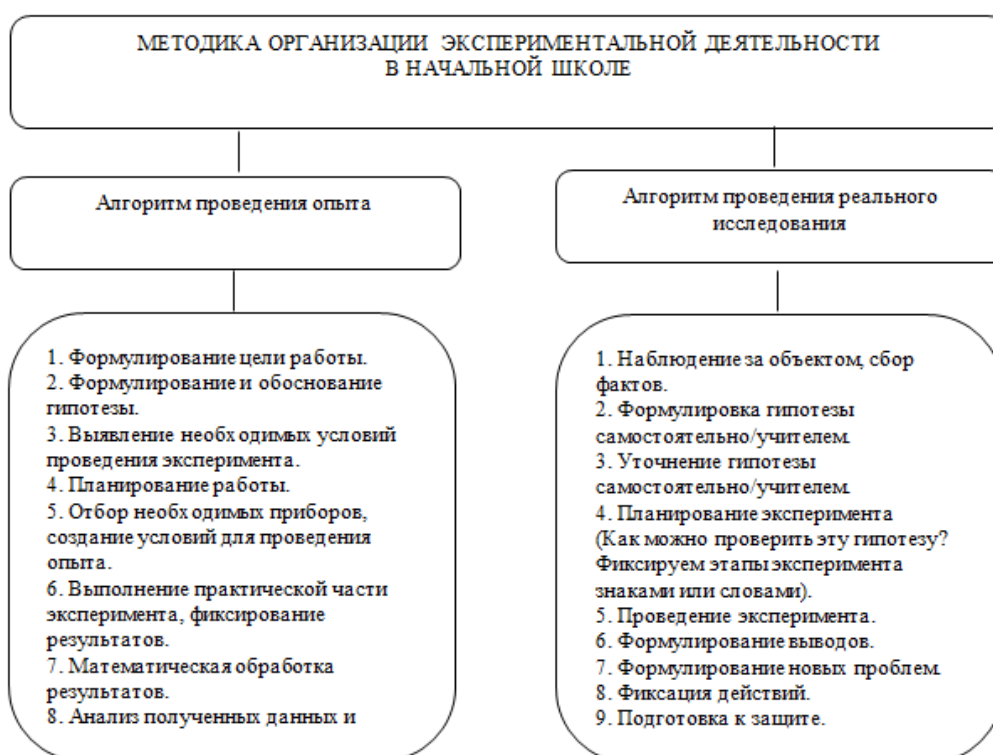 МЕТОДИКА ОРГАНИЗАЦИИ ЭКСПЕРИМЕНТАЛЬНОЙ ДЕЯТЕЛЬНОСТИ
В НАЧАЛЬНОЙ ШКОЛЕ
Алгоритм проведения опыта
Алгоритм проведения реального
исследования
1. Формулирование цели работы.
2. Формулирование и обоснование
гипотезы.
3. Выявление необходимых условий
проведения эксперимента.
4. Планирование работы.
5. Отбор необходимых приборов,
создание условий для проведения
опыта.
6. Выполнение практической части
эксперимента, фиксирование
результатов.
7. Математическая обработка
результатов.
8. Анализ полученных данных и
1. Наблюдение за объектом, сбор
фактов.
2. Формулировка гипотезы
самостоятельно/учителем.
3. Уточнение гипотезы
самостоятельно/учителем.
4. Планирование эксперимента
(Как можно проверить эту гипотезу?
Фиксируем этапы эксперимента
знаками или словами).
5. Проведение эксперимента.
6. Формулирование выводов.
7. Формулирование новых проблем.
8. Фиксация действий.
9. Подготовка к защите.